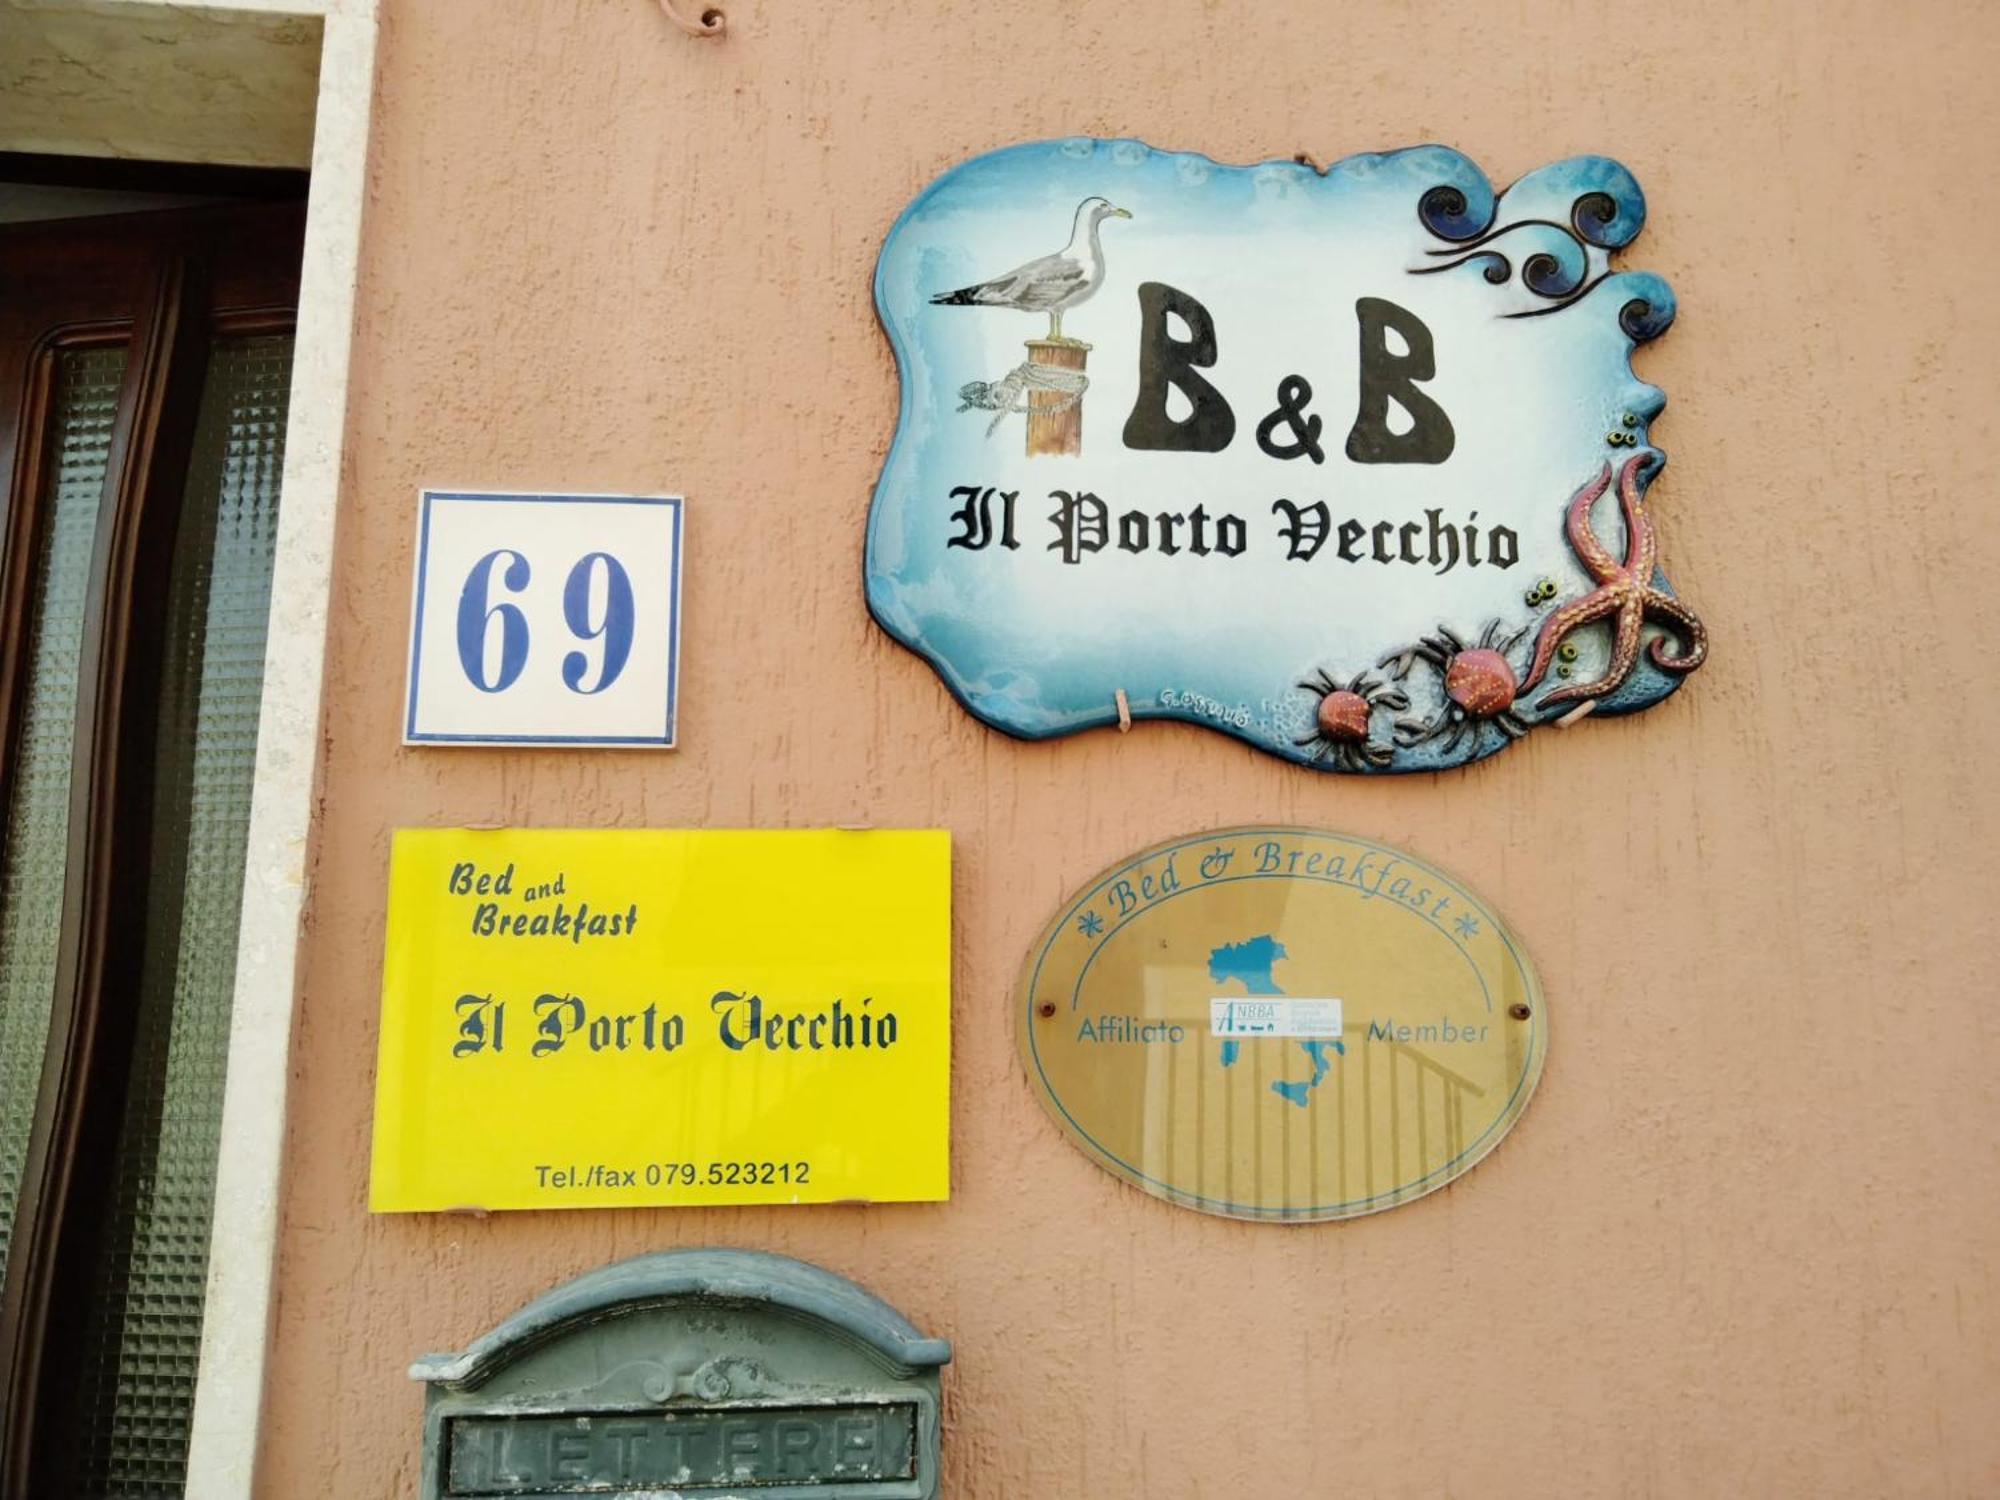 B & B
Il Porto Vecchio
69
Bed and
Breakfast
Il Porto Vecchio
Tel./fax 079.523212
* Bed & Breakfast *
Affiliato
ANBBA
Member
LETTERE